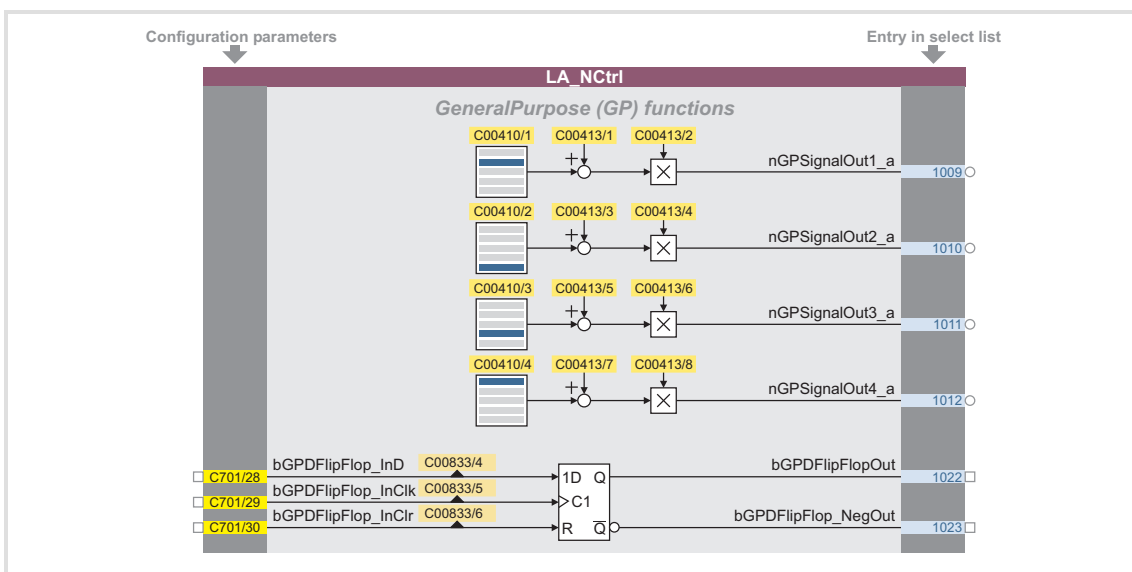 Configuration parameters
Entry in select list
LA_NCtrl
GeneralPurpose (GP) functions
C00410/1 C00413/1 C00413/2
+ × nGPSignalOut1_a 1009
C00410/2 C00413/3 C00413/4
+ × nGPSignalOut2_a 1010
C00410/3 C00413/5 C00413/6
+ × nGPSignalOut3_a 1011
C00410/4 C00413/7 C00413/8
+ × nGPSignalOut4_a 1012
bGPDFlipFlop_InD C00833/4 bGPDFlipFlopOut
C701/28 1D Q 1022
bGPDFlipFlop_InClk C00833/5
C701/29 C1
bGPDFlipFlop_InClr C00833/6 bGPDFlipFlop_NegOut
C701/30 R Q̅ 1023